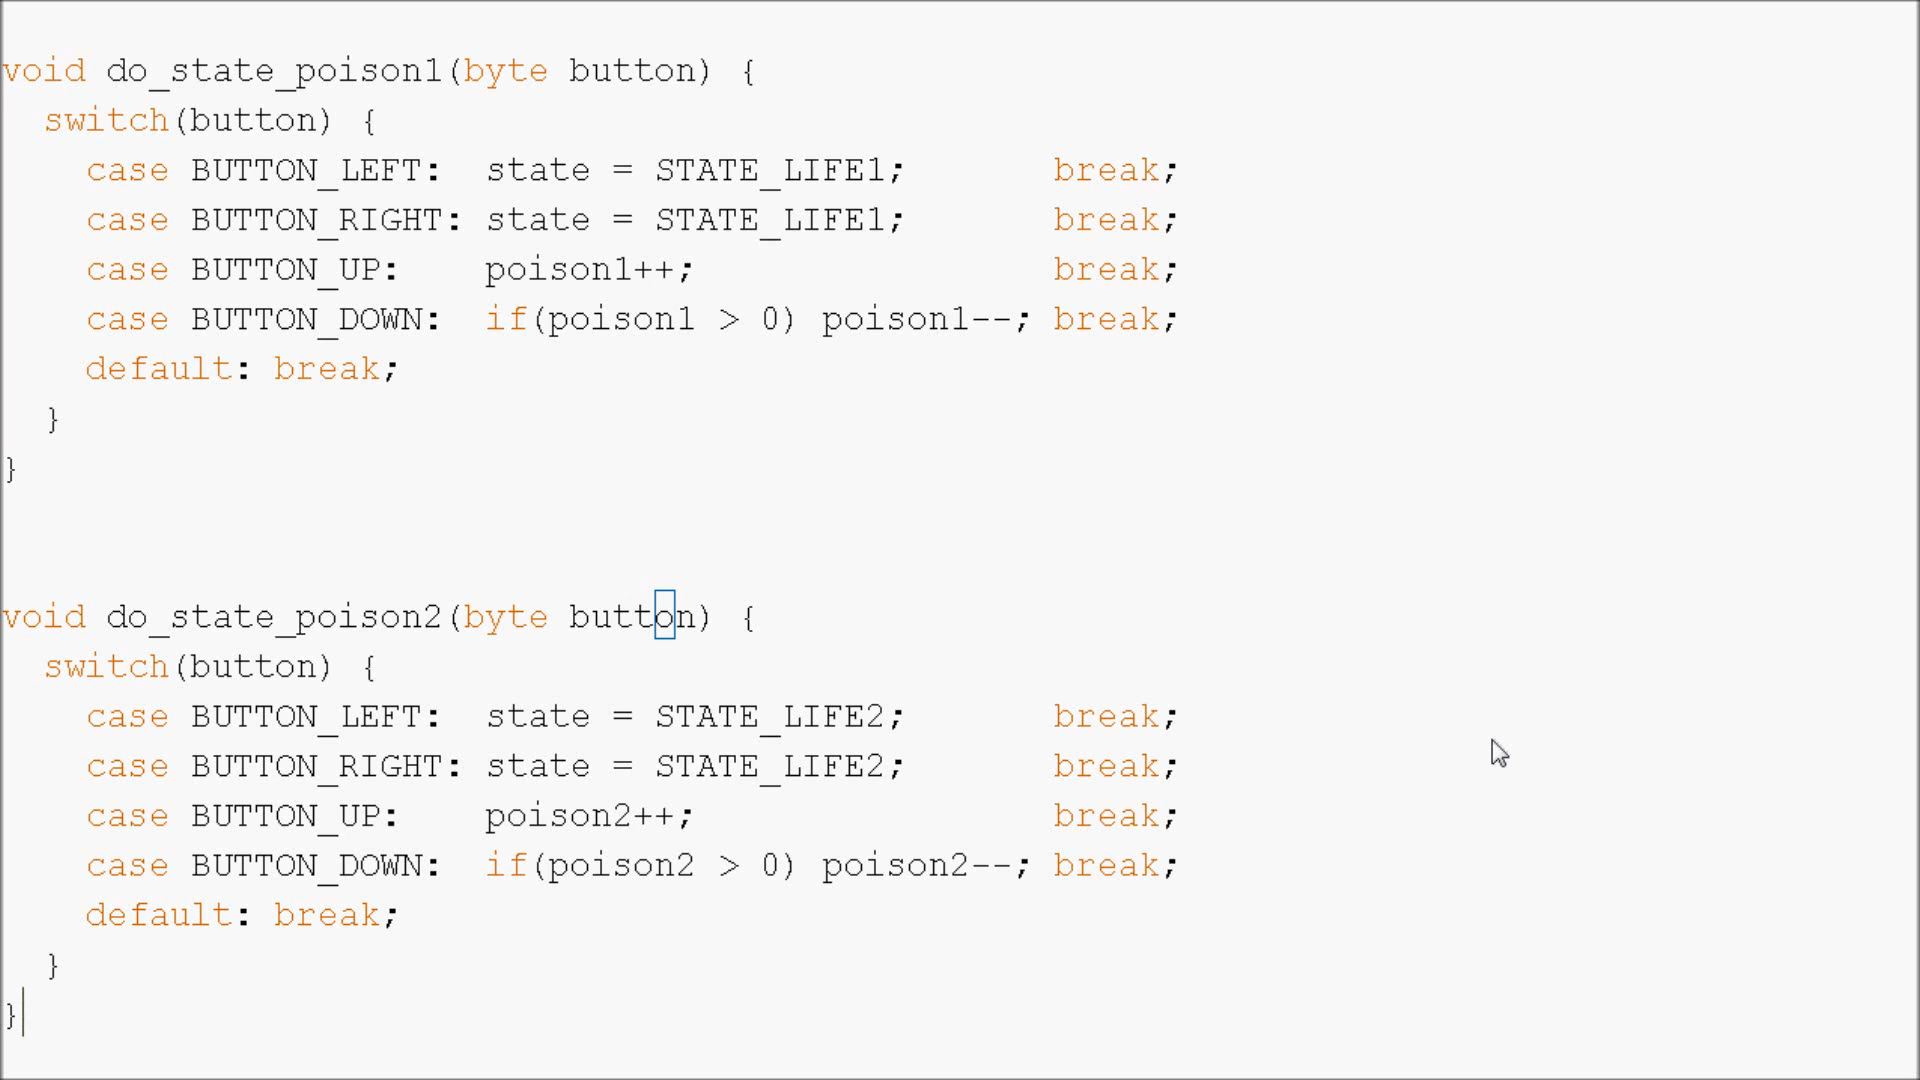 void do_state_poison1(byte button) {
  switch(button) {
    case BUTTON_LEFT:  state = STATE_LIFE1;       break;
    case BUTTON_RIGHT: state = STATE_LIFE1;       break;
    case BUTTON_UP:    poison1++;                 break;
    case BUTTON_DOWN:  if(poison1 > 0) poison1--; break;
    default: break;
  }
}
void do_state_poison2(byte button) {
  switch(button) {
    case BUTTON_LEFT:  state = STATE_LIFE2;       break;
    case BUTTON_RIGHT: state = STATE_LIFE2;       break;
    case BUTTON_UP:    poison2++;                 break;
    case BUTTON_DOWN:  if(poison2 > 0) poison2--; break;
    default: break;
  }
}